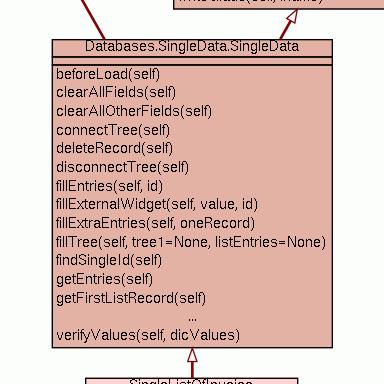 Databases.SingleData.SingleData
beforeLoad(self)
clearAllFields(self)
clearAllOtherFields(self)
connectTree(self)
deleteRecord(self)
disconnectTree(self)
fillEntries(self, id)
fillExternalWidget(self, value, id)
fillExtraEntries(self, oneRecord)
fillTree(self, tree1=None, listEntries=None)
findSingleId(self)
getEntries(self)
getFirstListRecord(self)
...
verifyValues(self, dicValues)
SingleListOfInvoice